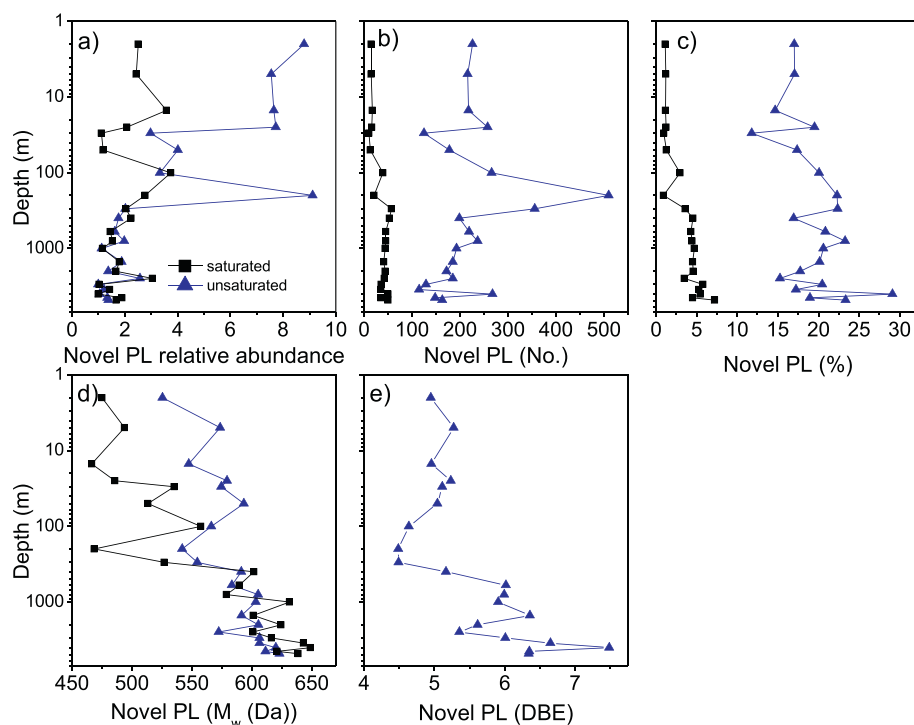 a)
b)
c)
1
10
100
1000
Depth (m)
saturated
unsaturated
0 2 4 6 8 10
0 100 200 300 400 500
0 5 10 15 20 25 30
Novel PL relative abundance
Novel PL (No.)
Novel PL (%)
d)
e)
1
10
100
1000
Depth (m)
450 500 550 600 650
4 5 6 7
Novel PL (Mw (Da))
Novel PL (DBE)